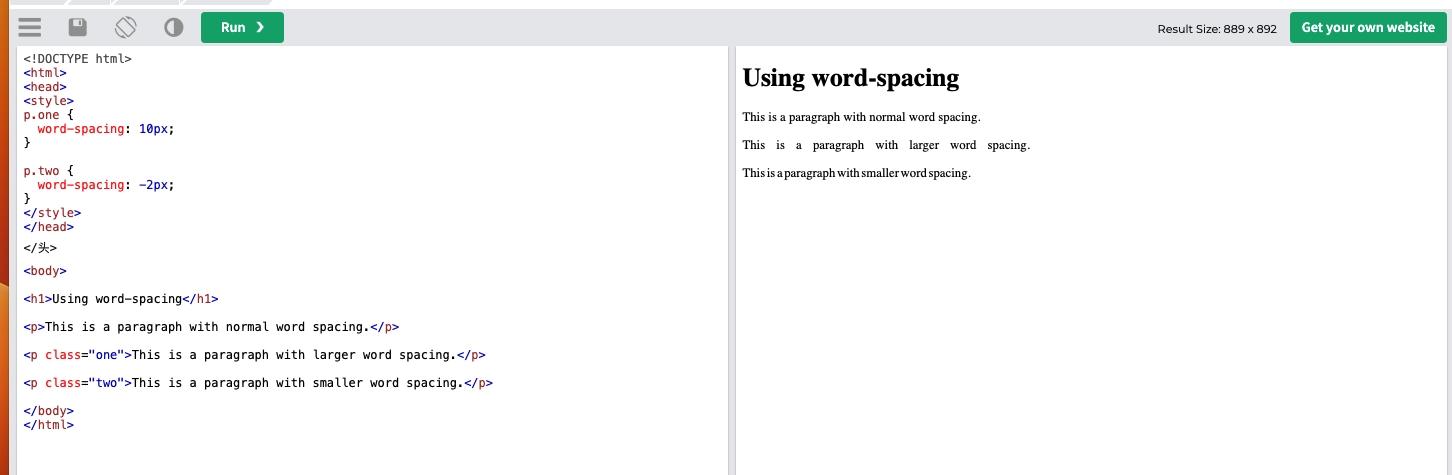 Run ❯
Result Size: 889 x 892
Get your own website
<!DOCTYPE html>
<html>
<head>
<style>
p.one {
  word-spacing: 10px;
}

p.two {
  word-spacing: -2px;
}
</style>
</head>
</头>
<body>

<h1>Using word-spacing</h1>

<p>This is a paragraph with normal word spacing.</p>

<p class="one">This is a paragraph with larger word spacing.</p>

<p class="two">This is a paragraph with smaller word spacing.</p>

</body>
</html>
Using word-spacing
This is a paragraph with normal word spacing.
This is a paragraph with larger word spacing.
This is a paragraph with smaller word spacing.